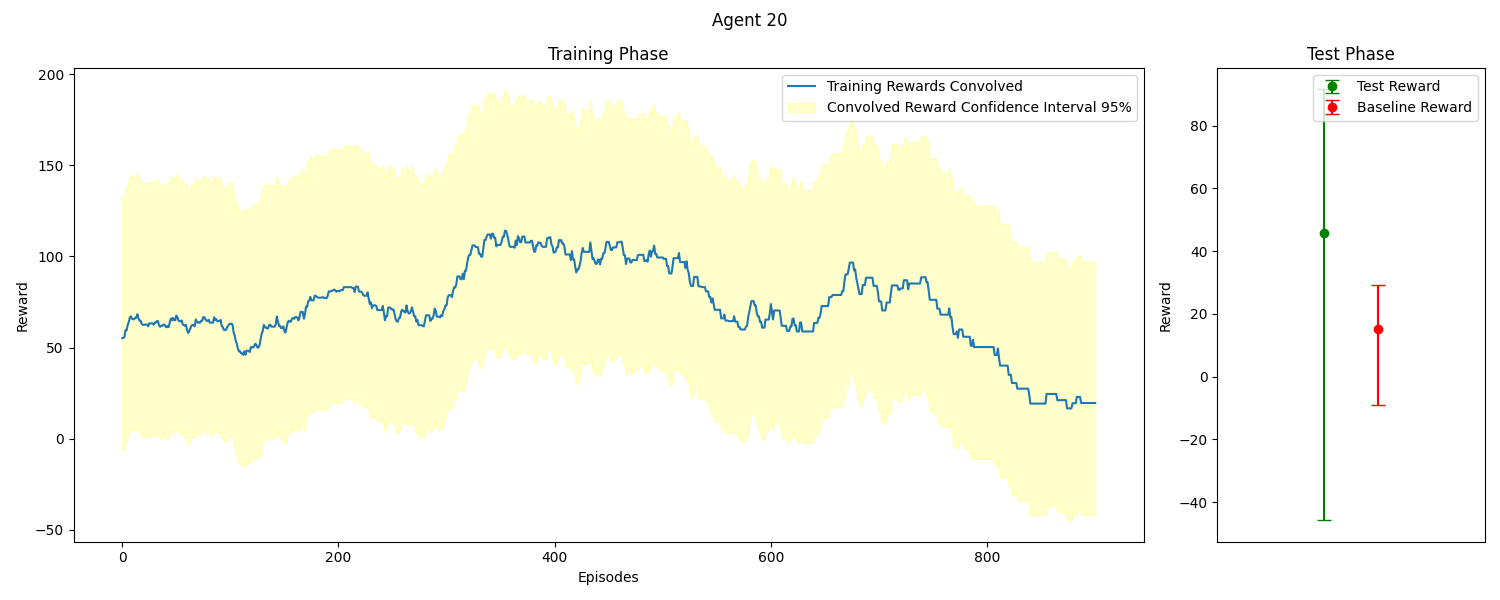 Agent 20
Training Phase
Test Phase
Training Rewards Convolved
Convolved Reward Confidence Interval 95%
Test Reward
Baseline Reward
Reward
200
150
100
50
0
−50
0
200
400
600
800
Episodes
Reward
80
60
40
20
0
−20
−40